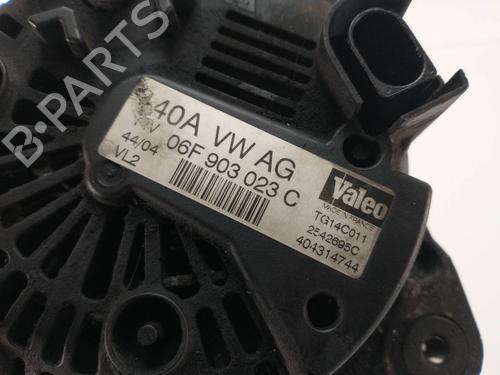 40A VW AG
06F 903 023 C
44/04
VL2
Valeo
MADE IN FRANCE
TG14C011
2542695C
404314744
B-Parts